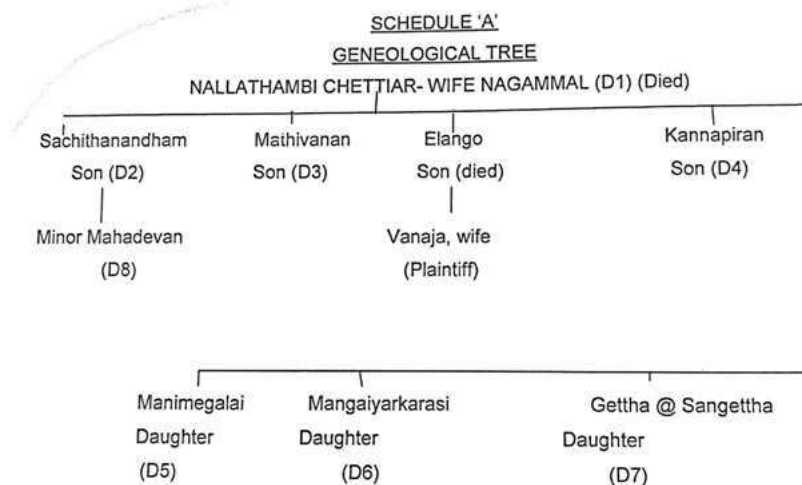 SCHEDULE 'A'
GENEOLOGICAL TREE
NALLATHAMBI CHETTIAR- WIFE NAGAMMAL (D1) (Died)
Sachithanandham Mathivanan Elango Kannapiran
Son (D2) Son (D3) Son (died) Son (D4)
Minor Mahadevan Vanaja, wife
(D8) (Plaintiff)
Manimegalai Mangaiyarkarasi Gettha @ Sangettha
Daughter Daughter Daughter
(D5) (D6) (D7)